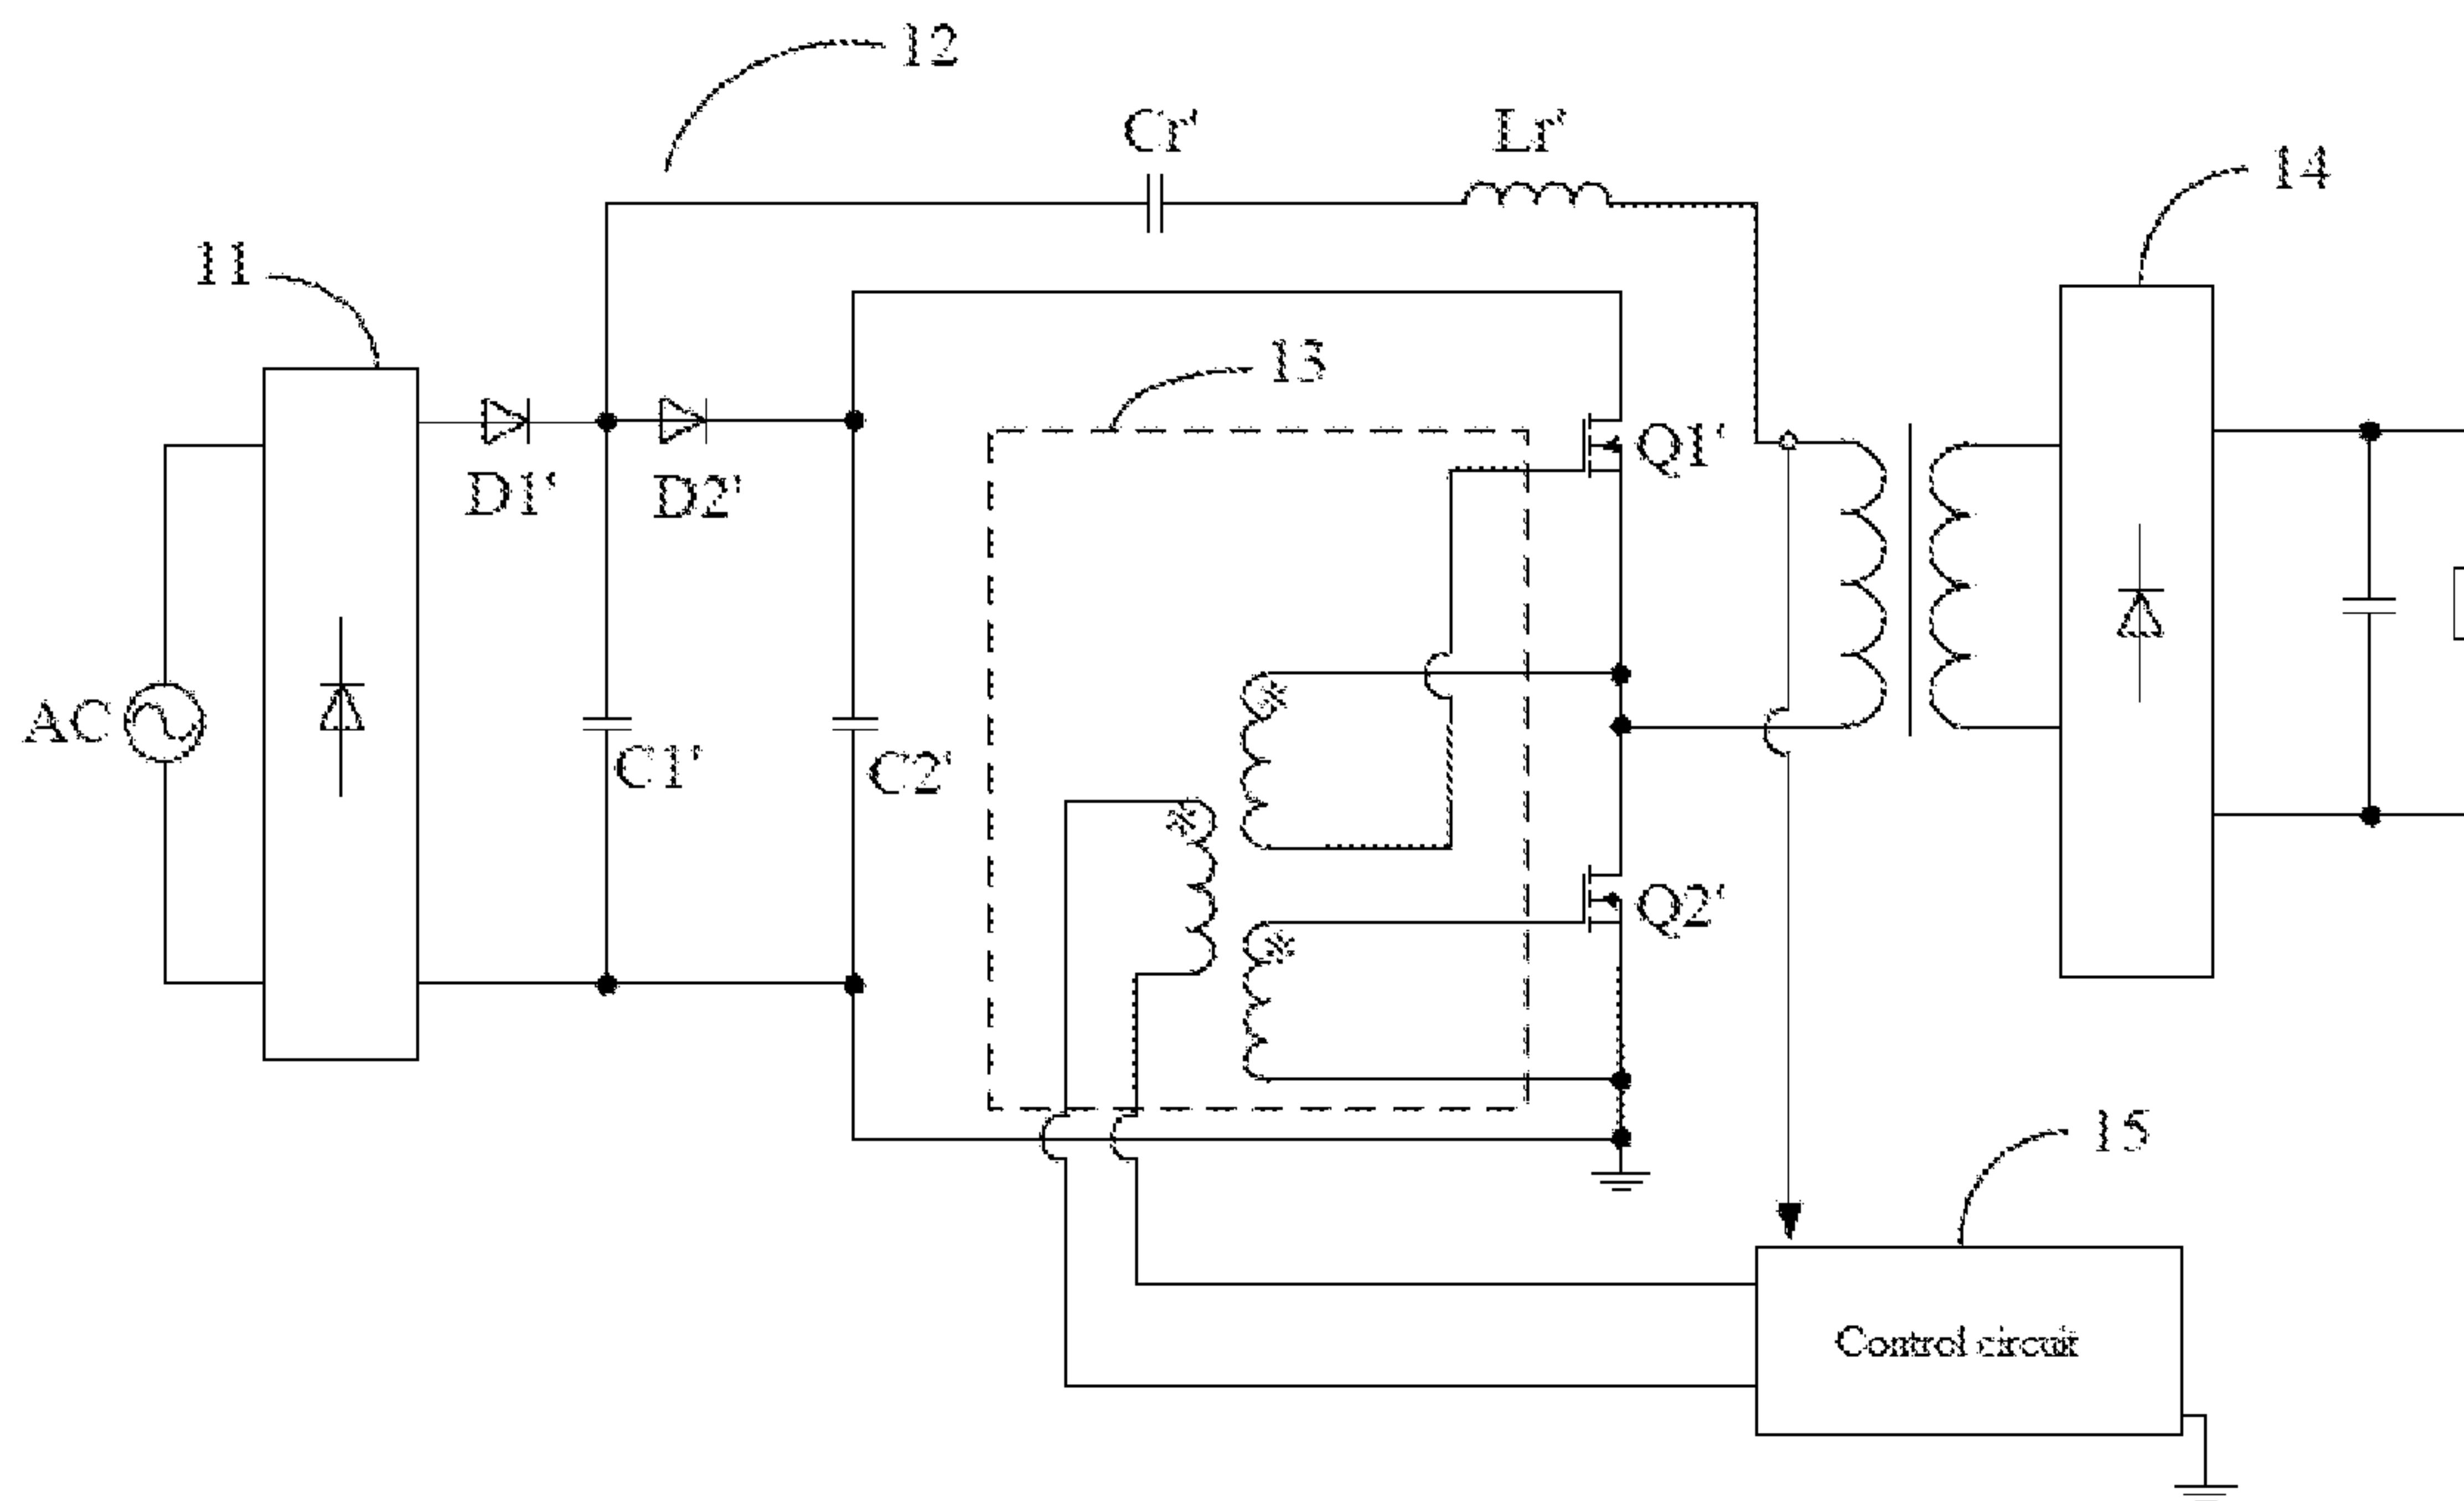 12
Cr'
Lr'
14
11
13
Q1'
D1'
D2'
AC
C1'
C2'
Q2'
15
Control circuit